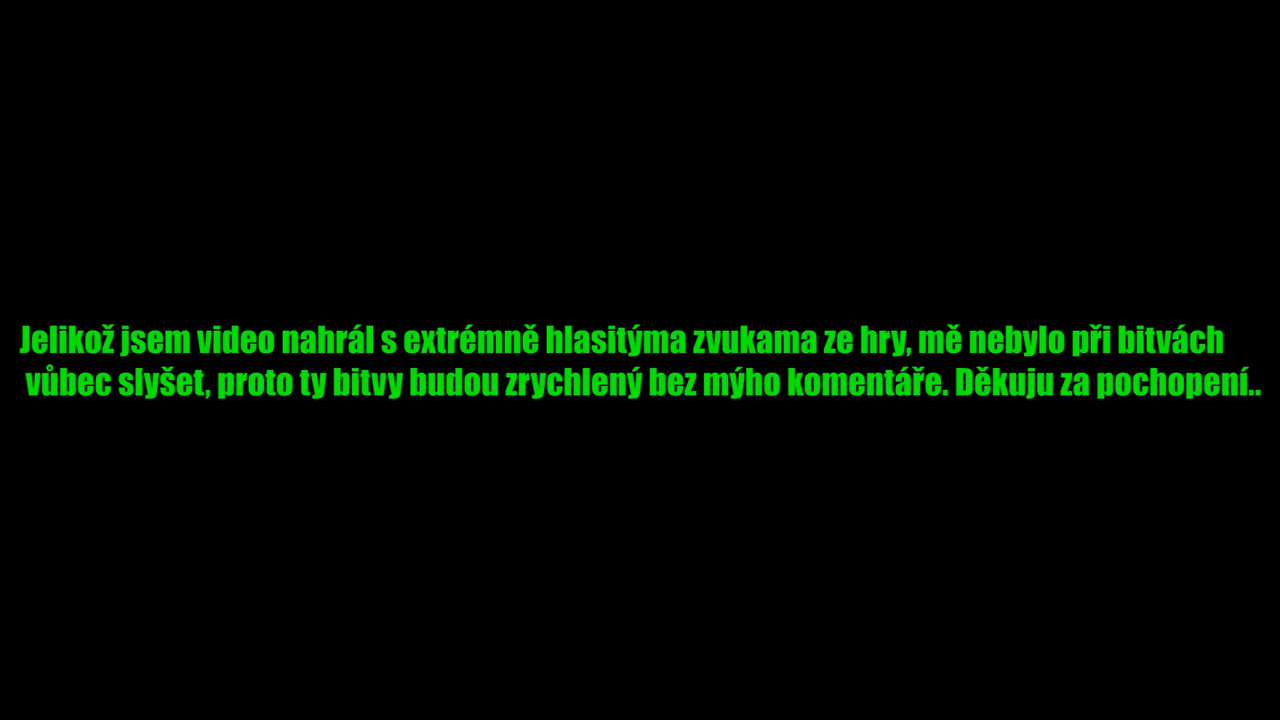 Jelikož jsem video nahrál s extrémně hlasitýma zvukama ze hry, mě nebylo při bitvách
vůbec slyšet, proto ty bitvy budou zrychlený bez mýho komentáře. Děkuju za pochopení..